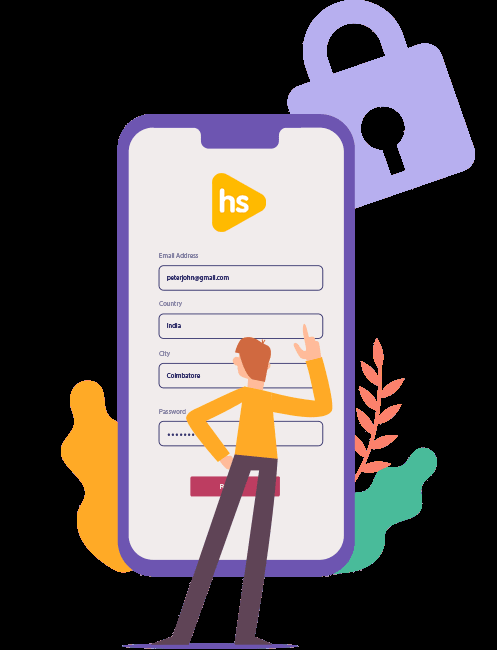 hs
Email Address
peterjohn@gmail.com
Country
India
City
Coimbatore
Password